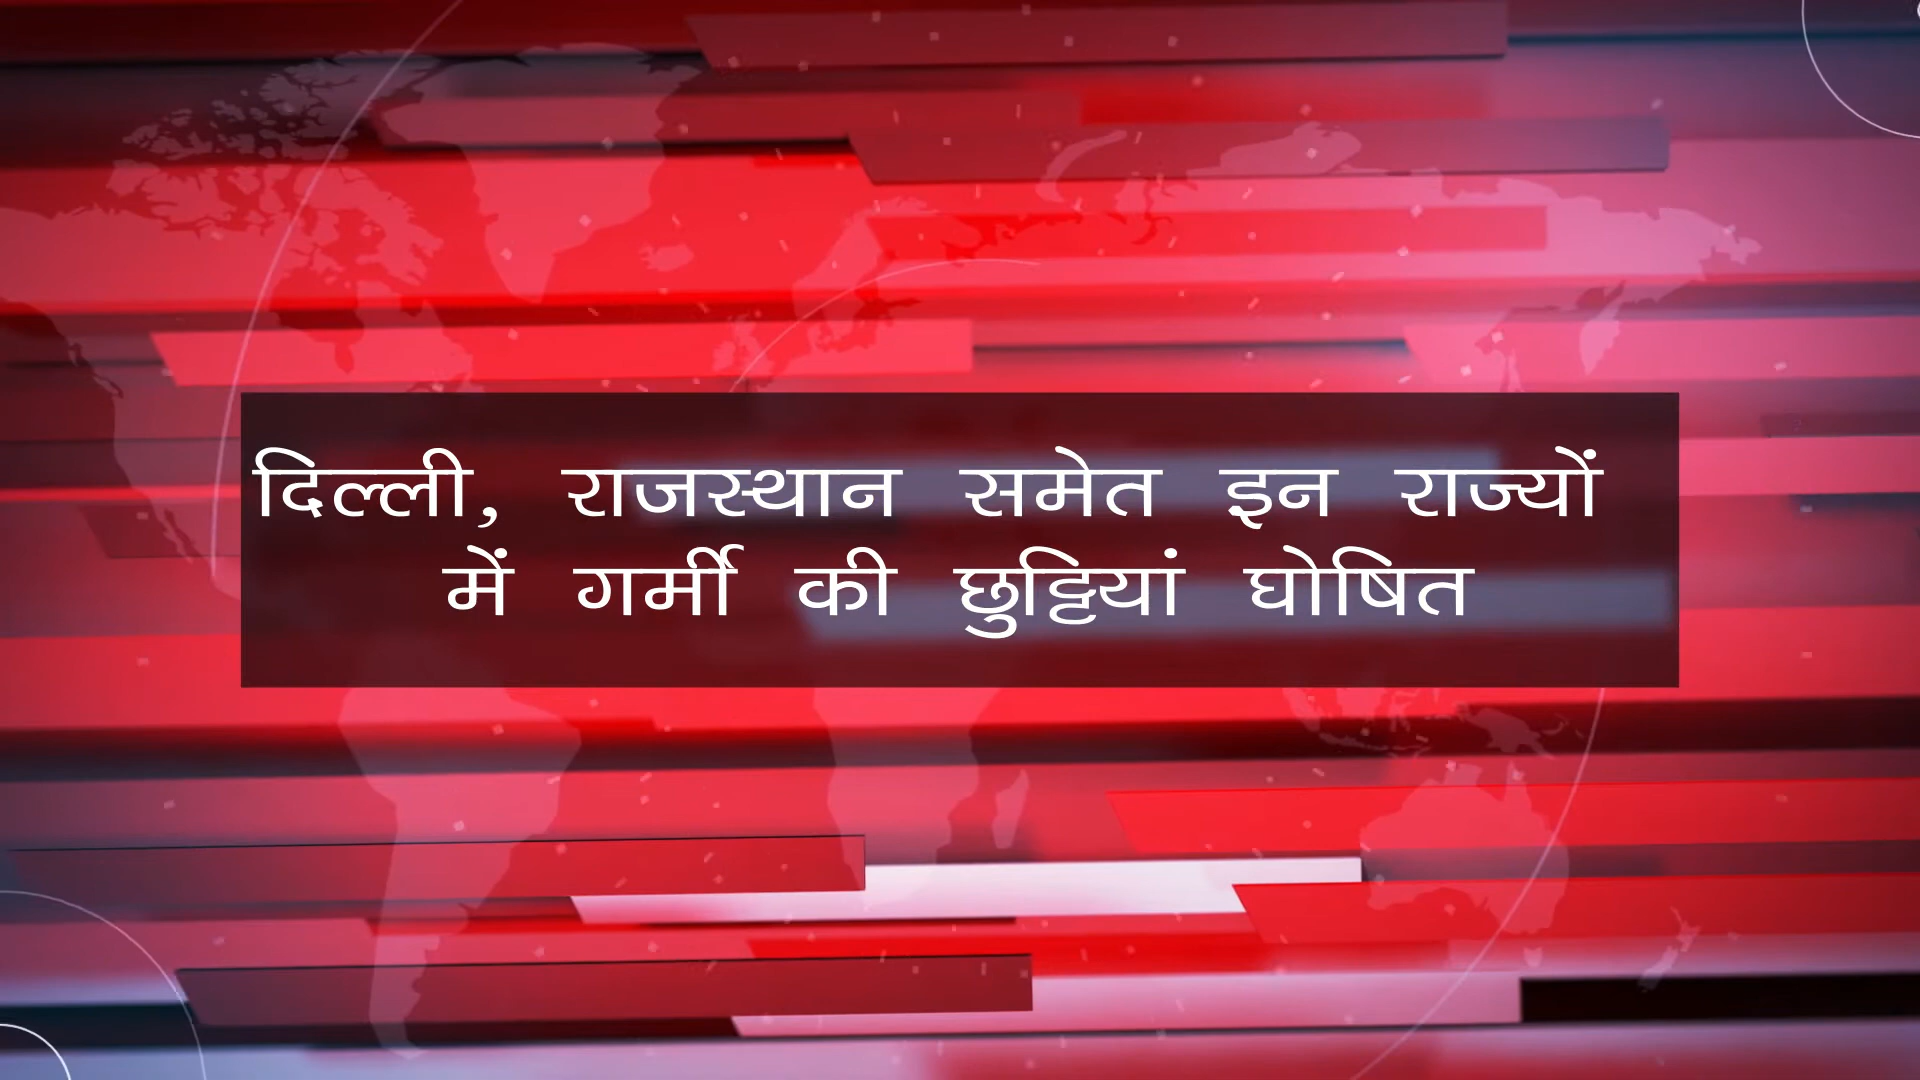 दिल्ली, राजस्थान समेत इन राज्यों
में गर्मी की छुट्टियां घोषित